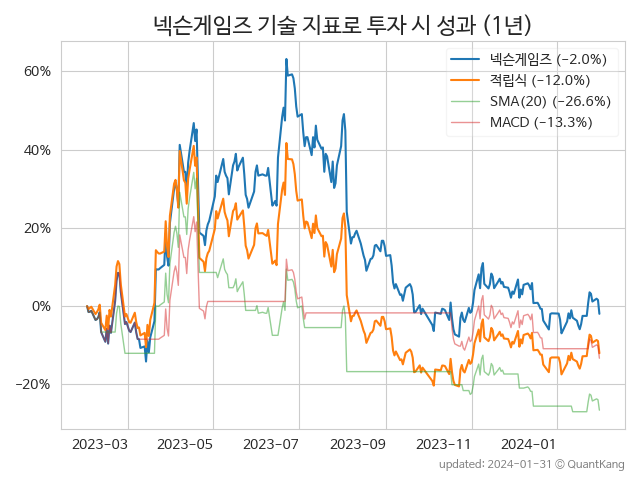 넥슨게임즈 기술 지표로 투자 시 성과 (1년)
넥슨게임즈 (−2.0%)
적립식 (−12.0%)
SMA(20) (−26.6%)
MACD (−13.3%)
60%
40%
20%
0%
−20%
2023-03 2023-05 2023-07 2023-09 2023-11 2024-01
updated: 2024-01-31 © QuantKang